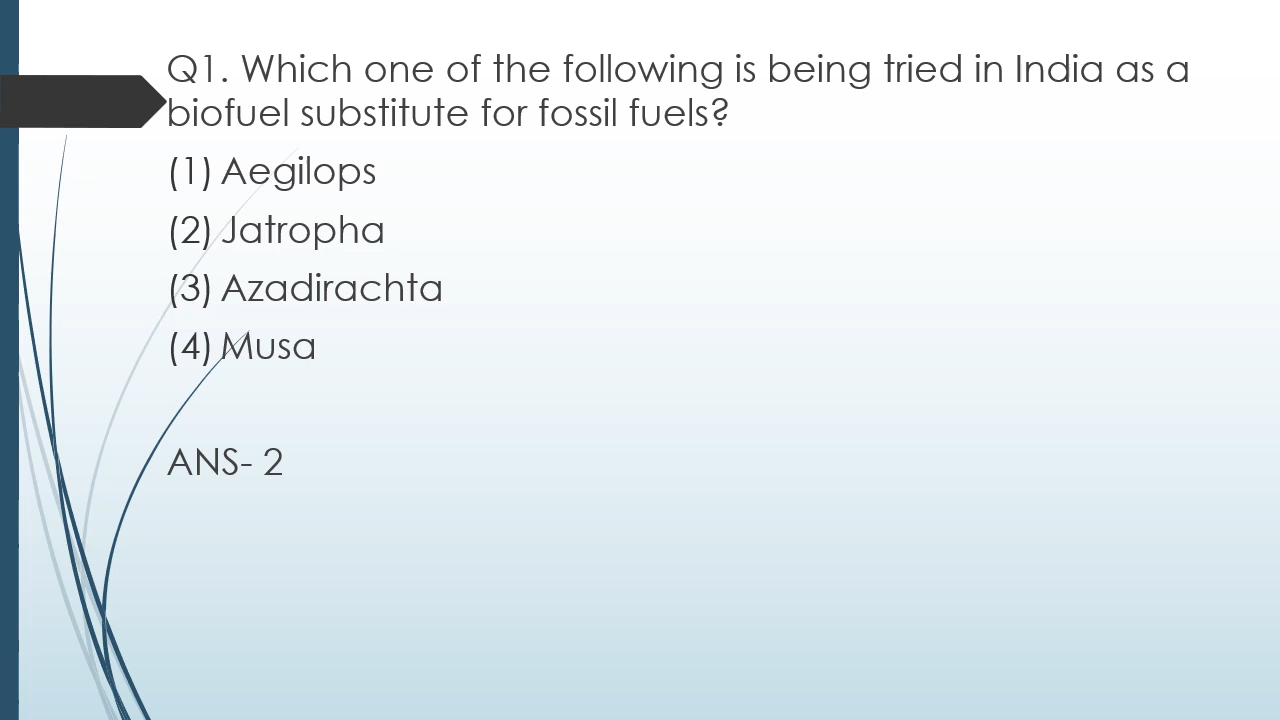 Q1. Which one of the following is being tried in India as a
biofuel substitute for fossil fuels?
(1) Aegilops
(2) Jatropha
(3) Azadirachta
(4) Musa
ANS- 2